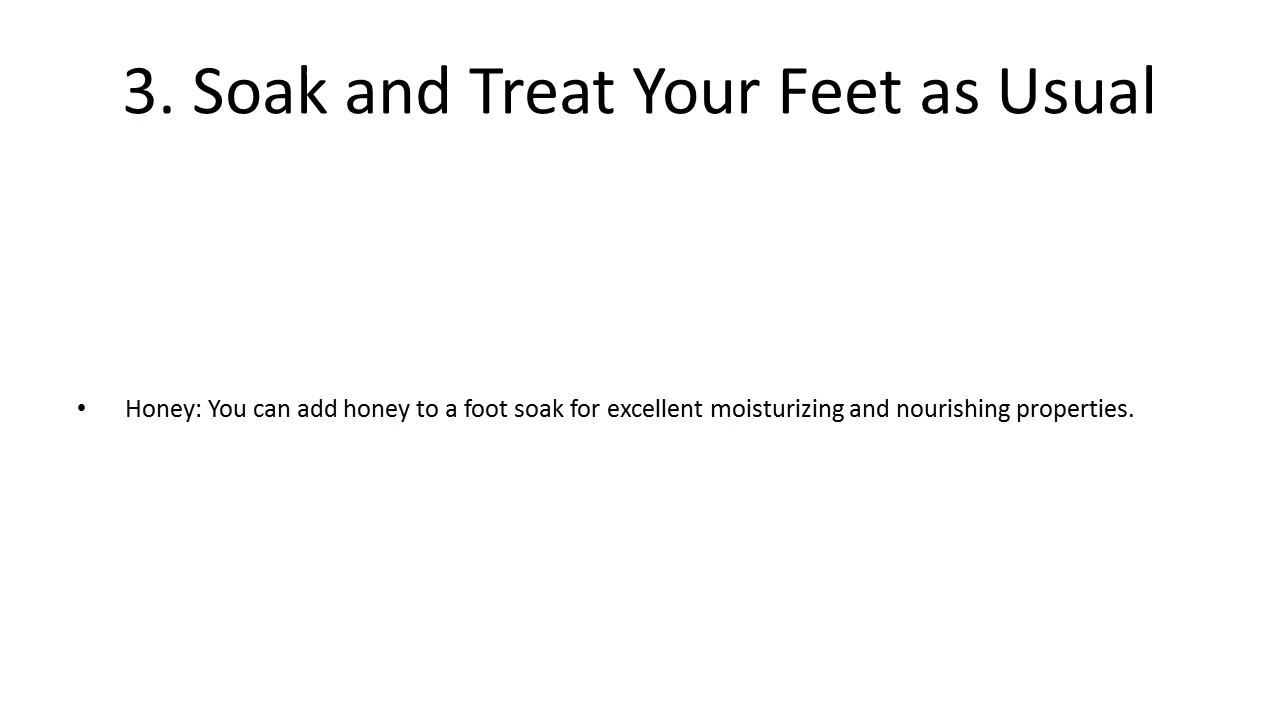 3. Soak and Treat Your Feet as Usual
• Honey: You can add honey to a foot soak for excellent moisturizing and nourishing properties.